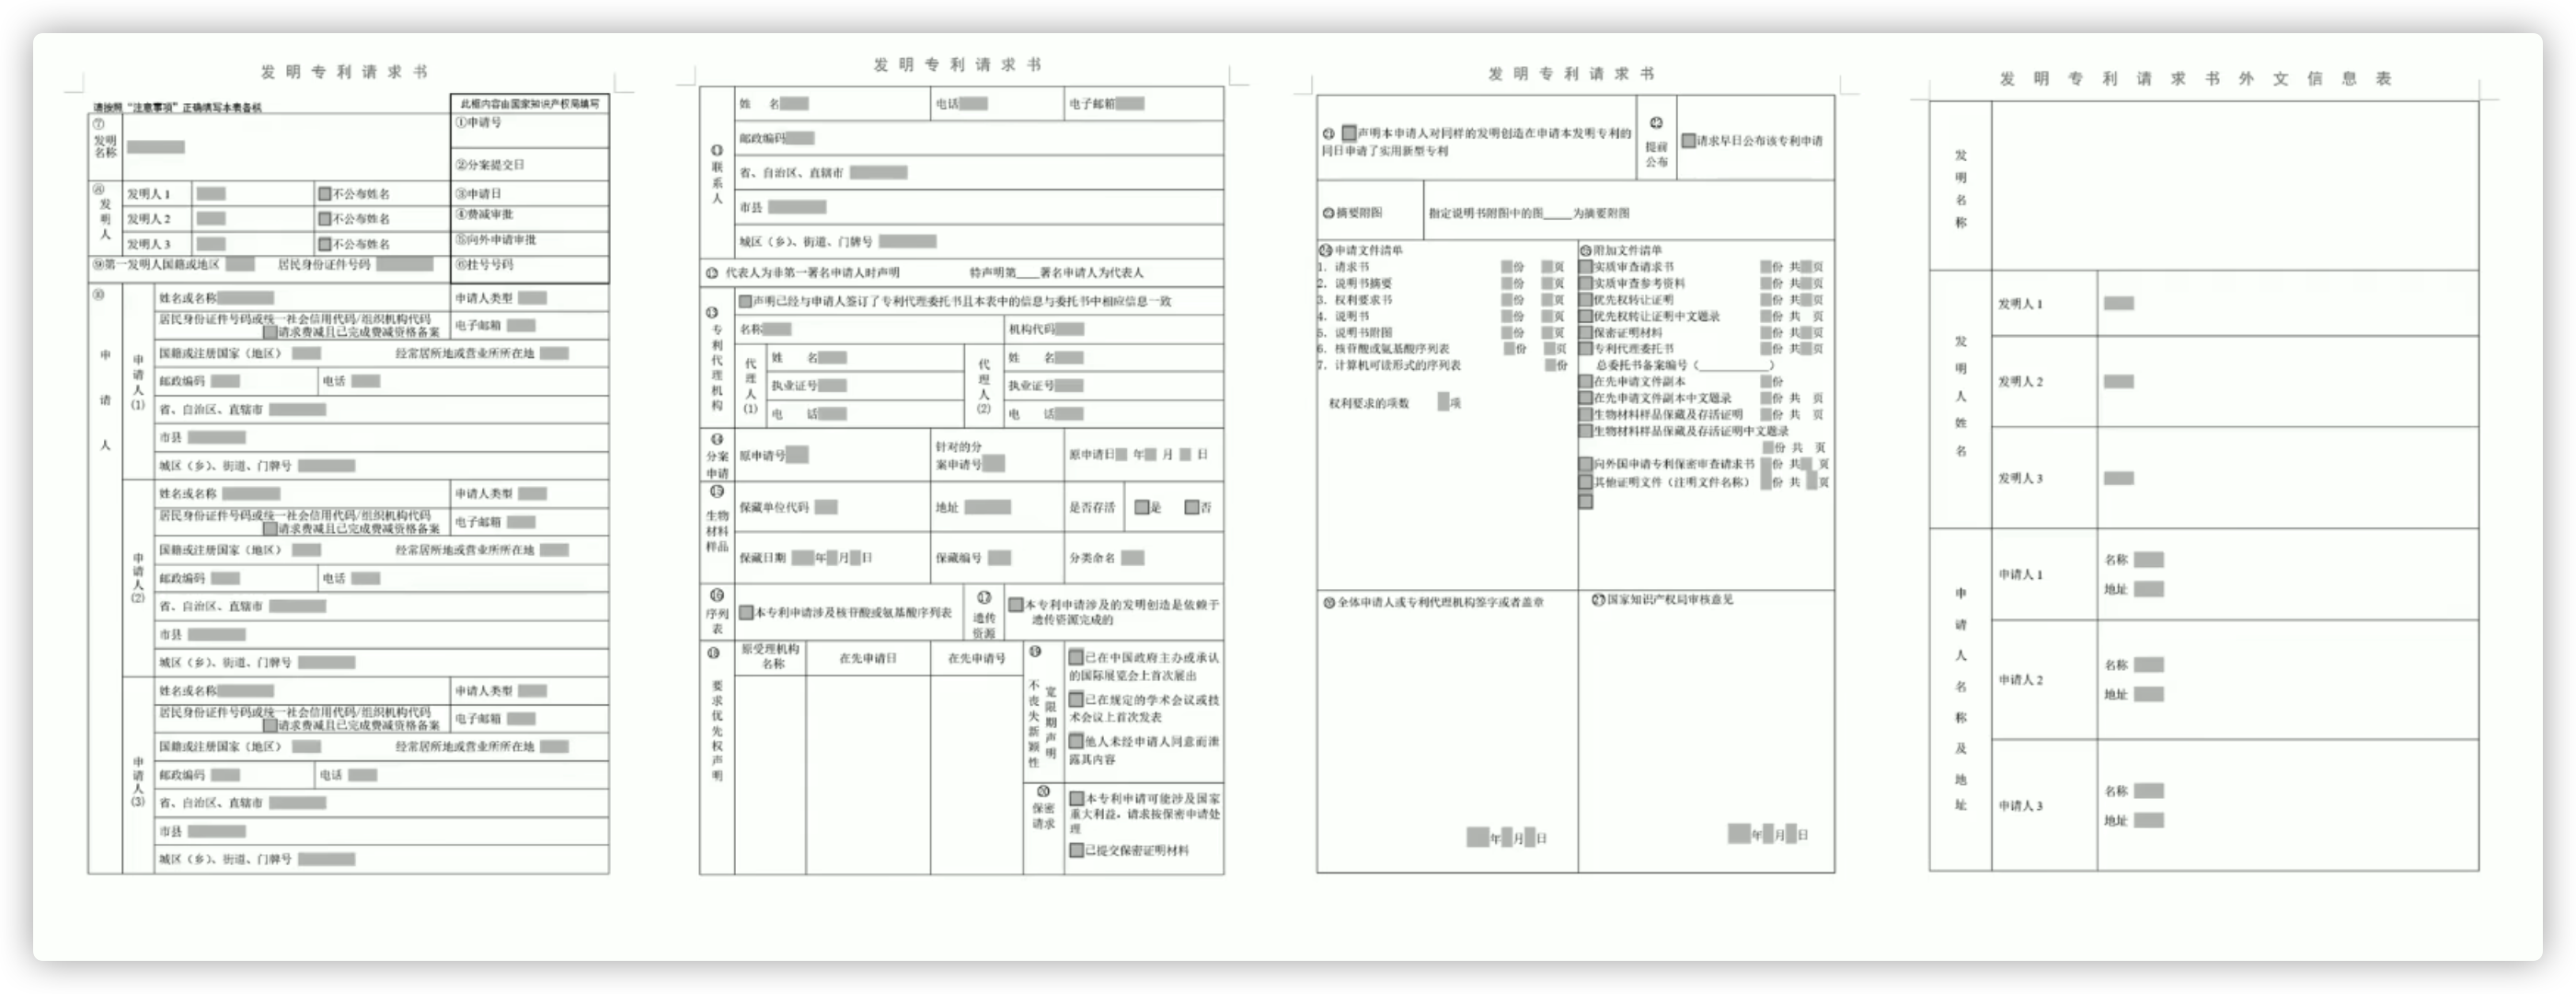 发明专利请求书
请按照“注意事项”正确填写本表各栏
此框内容由国家知识产权局填写
⑦
发明
名称
①申请号
②分案提交日
⑧
发
明
人
发明人1 不公布姓名
③申请日
发明人2 不公布姓名
④费减审批
发明人3 不公布姓名
⑤向外申请审批
⑨第一发明人国籍或地区 居民身份证件号码
⑥挂号号码
⑩
申
请
人
申
请
人
(1)
姓名或名称 申请人类型
居民身份证件号码或统一社会信用代码/组织机构代码
请求费减且已完成费减资格备案
电子邮箱
国籍或注册国家（地区） 经常居所地或营业所所在地
邮政编码 电话
省、自治区、直辖市
市县
城区（乡）、街道、门牌号
申
请
人
(2)
姓名或名称 申请人类型
居民身份证件号码或统一社会信用代码/组织机构代码
请求费减且已完成费减资格备案
电子邮箱
国籍或注册国家（地区） 经常居所地或营业所所在地
邮政编码 电话
省、自治区、直辖市
市县
城区（乡）、街道、门牌号
申
请
人
(3)
姓名或名称 申请人类型
居民身份证件号码或统一社会信用代码/组织机构代码
请求费减且已完成费减资格备案
电子邮箱
国籍或注册国家（地区） 经常居所地或营业所所在地
邮政编码 电话
省、自治区、直辖市
市县
城区（乡）、街道、门牌号
发明专利请求书
⑪
联
系
人
姓 名 电话 电子邮箱
邮政编码
省、自治区、直辖市
市县
城区（乡）、街道、门牌号
⑫ 代表人为非第一署名申请人时声明 特声明第____署名申请人为代表人
⑬
专
利
代
理
机
构
声明已经与申请人签订了专利代理委托书且本表中的信息与委托书中相应信息一致
名称 机构代码
代
理
人
(1)
姓 名
执业证号
电 话
代
理
人
(2)
姓 名
执业证号
电 话
⑭
分案
申请
原申请号
针对的分
案申请号
原申请日 年 月 日
⑮
生物
材料
样品
保藏单位代码 地址 是否存活 是 否
保藏日期 年 月 日 保藏编号 分类命名
⑯
序列
表
本专利申请涉及核苷酸或氨基酸序列表
⑰
遗传
资源
本专利申请涉及的发明创造是依赖于
遗传资源完成的
⑱
要
求
优
先
权
声
明
原受理机构
名称
在先申请日
在先申请号
⑲
不
丧
失
新
颖
性
宽
限
期
声
明
已在中国政府主办或承认
的国际展览会上首次展出
已在规定的学术会议或技
术会议上首次发表
他人未经申请人同意而泄
露其内容
⑳
保密
请求
本专利申请可能涉及国家
重大利益，请求按保密申请处
理
已提交保密证明材料
发明专利请求书
㉑ 声明本申请人对同样的发明创造在申请本发明专利的
同日申请了实用新型专利
㉒
提前
公布
请求早日公布该专利申请
㉓摘要附图 指定说明书附图中的图____为摘要附图
㉔申请文件清单
1. 请求书 份 页
2. 说明书摘要 份 页
3. 权利要求书 份 页
4. 说明书 份 页
5. 说明书附图 份 页
6. 核苷酸或氨基酸序列表 份 页
7. 计算机可读形式的序列表 份
权利要求的项数 项
㉕附加文件清单
实质审查请求书 份 共 页
实质审查参考资料 份 共 页
优先权转让证明 份 共 页
优先权转让证明中文题录 份 共 页
保密证明材料 份 共 页
专利代理委托书 份 共 页
总委托书备案编号（__________）
在先申请文件副本 份
在先申请文件副本中文题录 份 共 页
生物材料样品保藏及存活证明 份 共 页
生物材料样品保藏及存活证明中文题录
份 共 页
向外国申请专利保密审查请求书 份 共 页
其他证明文件（注明文件名称） 份 共 页
㉖全体申请人或专利代理机构签字或者盖章
年 月 日
㉗国家知识产权局审核意见
年 月 日
发明专利请求书外文信息表
发
明
名
称
发
明
人
姓
名
发明人1
发明人2
发明人3
申
请
人
名
称
及
地
址
申请人1
名称
地址
申请人2
名称
地址
申请人3
名称
地址